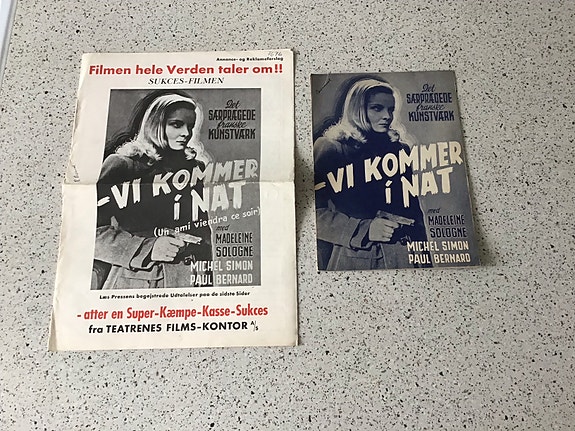 Annonce- og Reklameforslag
Filmen hele Verden taler om!!
SUKCES-FILMEN
Det
SÆRPRÆGEDE
franske
KUNSTVÆRK
-VI KOMMER
i NAT
(Un ami viendra ce soir)
med
MADELEINE
SOLOGNE
MICHEL SIMON
PAUL BERNARD
Læs Pressens begejstrede Udtalelser paa de sidste Sider
- atter en Super-Kæmpe-Kasse-Sukces
fra TEATRENES FILMS-KONTOR A/S
Det
SÆRPRÆGEDE
franske
KUNSTVÆRK
-VI KOMMER
i NAT
med
MADELEINE
SOLOGNE
MICHEL SIMON
PAUL BERNARD